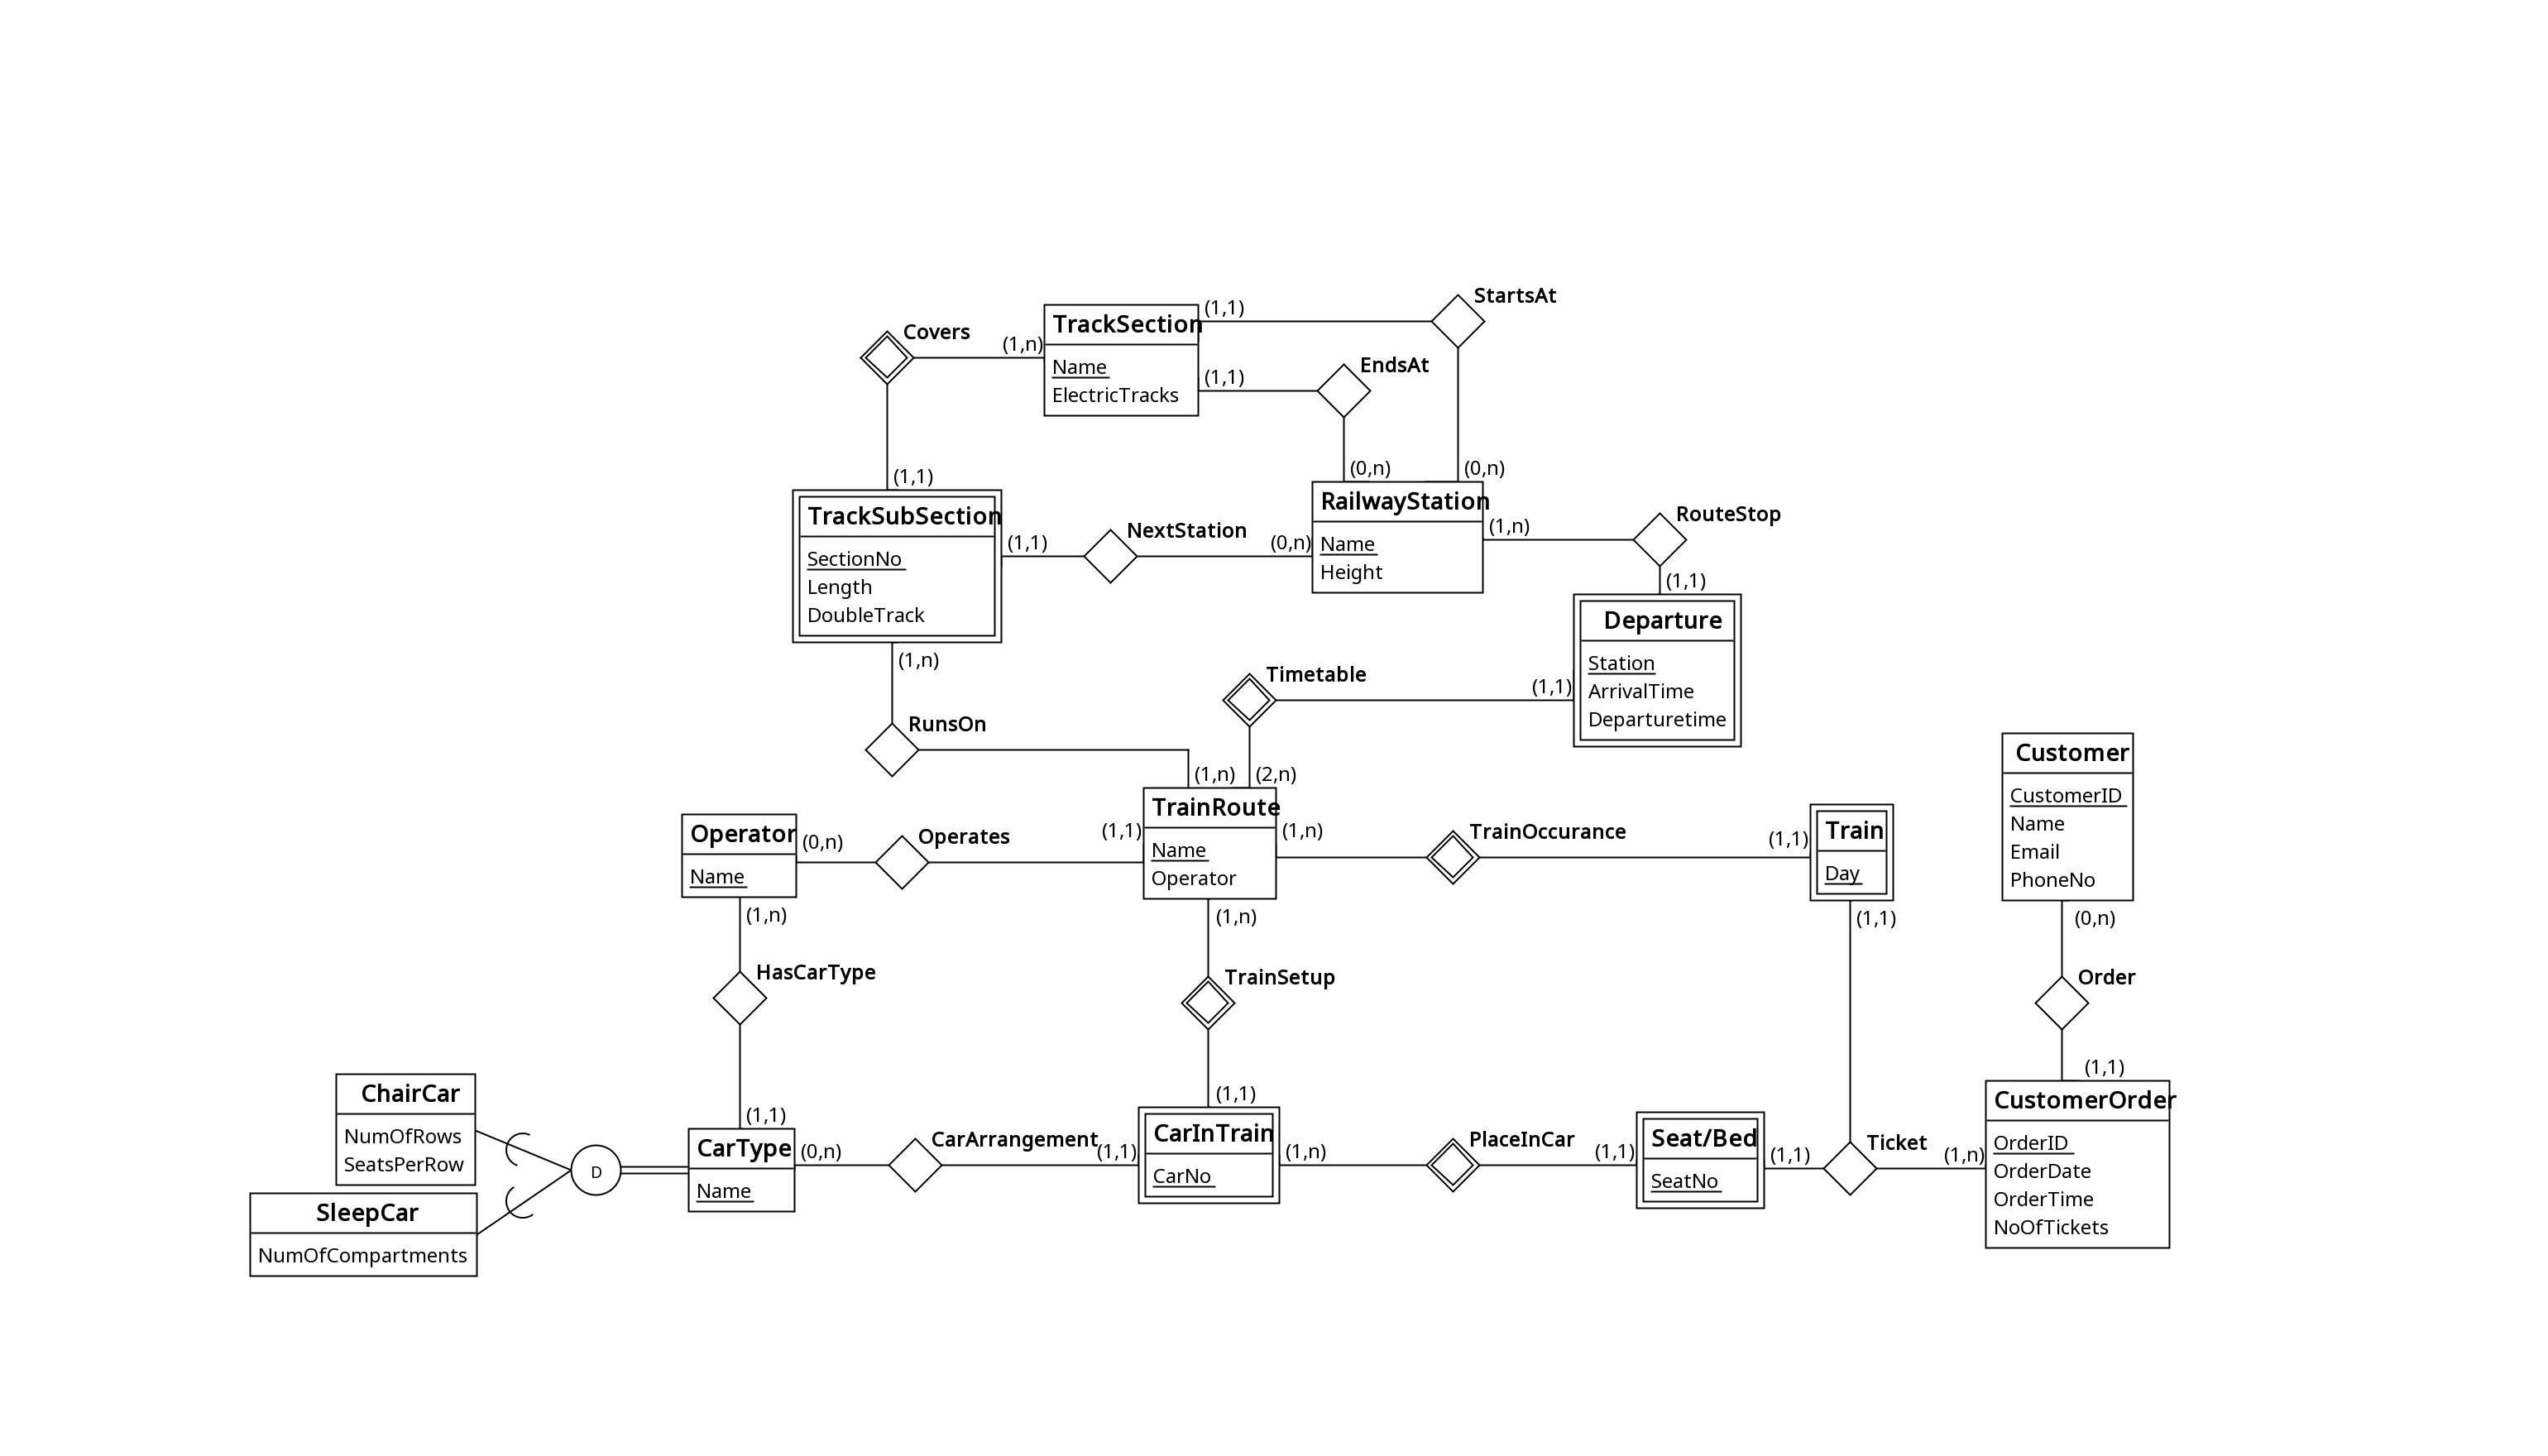 StartsAt
(1,1)
TrackSection
Covers
(1,n)
EndsAt
Name
(1,1)
ElectricTracks
(0,n)
(0,n)
(1,1)
RailwayStation
TrackSubSection
RouteStop
(1,n)
NextStation
(1,1)
(0,n)
Name
SectionNo
Height
(1,1)
Length
DoubleTrack
Departure
(1,n)
Station
Timetable
(1,1)
ArrivalTime
Departuretime
RunsOn
Customer
(1,n)
(2,n)
CustomerID
TrainRoute
Name
Email
PhoneNo
Operator
(0,n)
Operates
(1,1)
(1,n)
TrainOccurance
(1,1)
Train
Name
Operator
Name
Day
(1,n)
(1,n)
(1,1)
(0,n)
HasCarType
TrainSetup
Order
(1,1)
ChairCar
NumOfRows
SeatsPerRow
(1,1)
(1,1)
CustomerOrder
CarType
(0,n)
CarArrangement
(1,1)
CarInTrain
(1,n)
PlaceInCar
(1,1)
Seat/Bed
(1,1)
Ticket
(1,n)
OrderID
OrderDate
OrderTime
NoOfTickets
D
Name
CarNo
SeatNo
SleepCar
NumOfCompartments